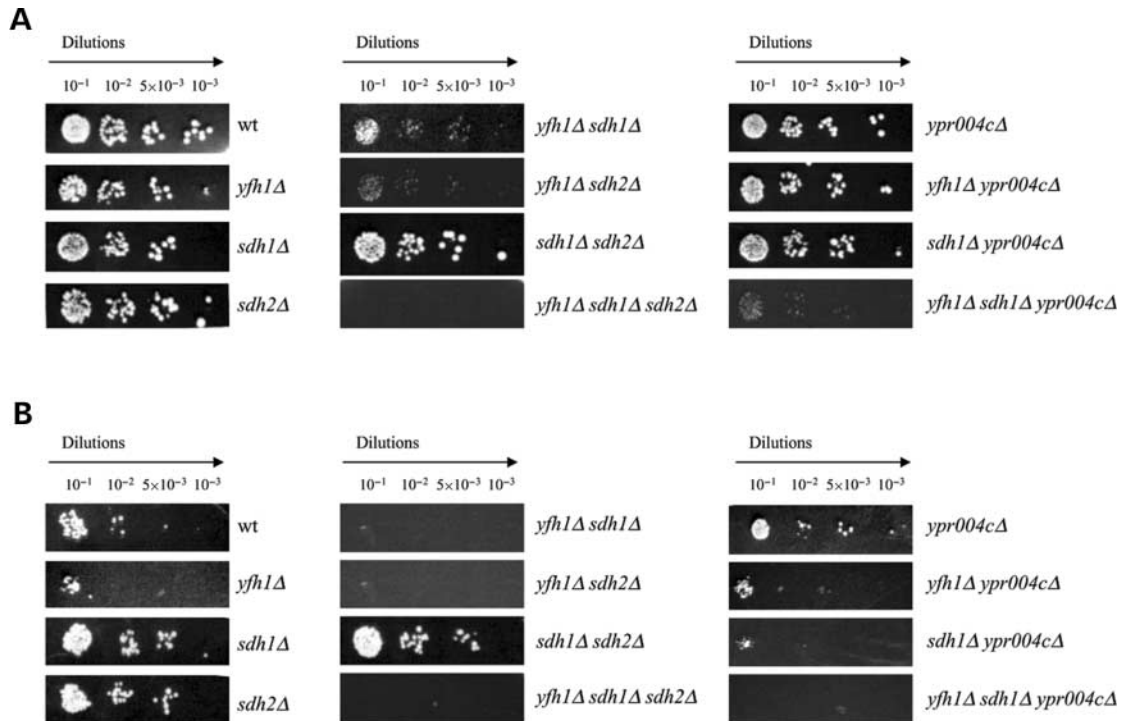 A
Dilutions
10⁻¹ 10⁻² 5×10⁻³ 10⁻³
wt
yfh1Δ
sdh1Δ
sdh2Δ
Dilutions
10⁻¹ 10⁻² 5×10⁻³ 10⁻³
yfh1Δ sdh1Δ
yfh1Δ sdh2Δ
sdh1Δ sdh2Δ
yfh1Δ sdh1Δ sdh2Δ
Dilutions
10⁻¹ 10⁻² 5×10⁻³ 10⁻³
ypr004cΔ
yfh1Δ ypr004cΔ
sdh1Δ ypr004cΔ
yfh1Δ sdh1Δ ypr004cΔ
B
Dilutions
10⁻¹ 10⁻² 5×10⁻³ 10⁻³
wt
yfh1Δ
sdh1Δ
sdh2Δ
Dilutions
10⁻¹ 10⁻² 5×10⁻³ 10⁻³
yfh1Δ sdh1Δ
yfh1Δ sdh2Δ
sdh1Δ sdh2Δ
yfh1Δ sdh1Δ sdh2Δ
Dilutions
10⁻¹ 10⁻² 5×10⁻³ 10⁻³
ypr004cΔ
yfh1Δ ypr004cΔ
sdh1Δ ypr004cΔ
yfh1Δ sdh1Δ ypr004cΔ